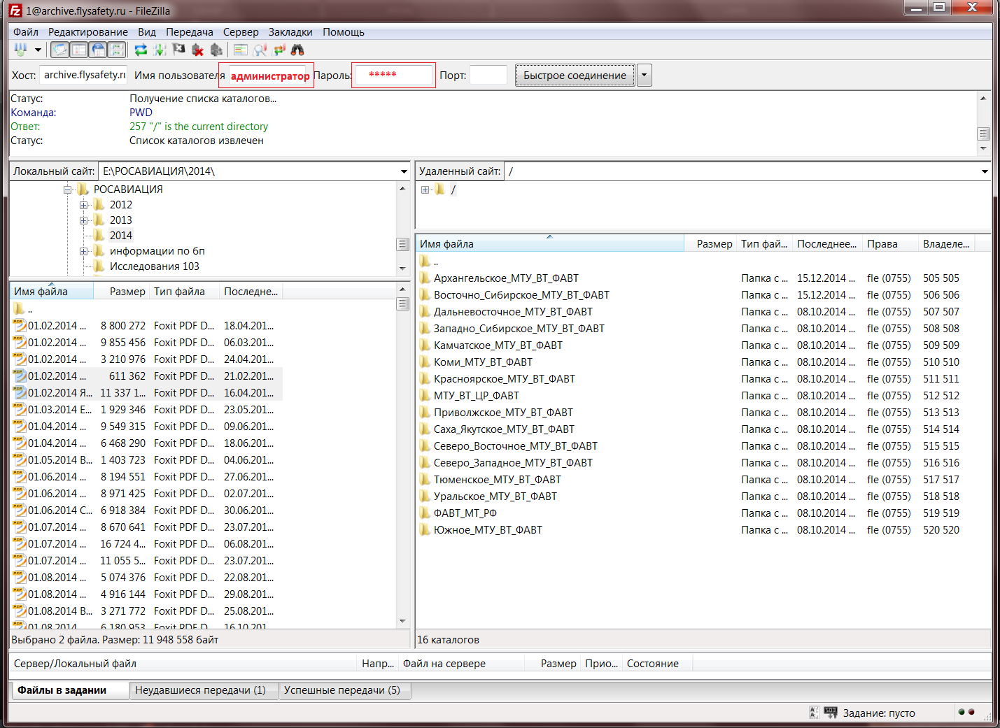 1@archive.flysafety.ru - FileZilla
Файл Редактирование Вид Передача Сервер Закладки Помощь
Хост: archive.flysafety.ru Имя пользователя администратор Пароль: ***** Порт: Быстрое соединение
Статус: Получение списка каталогов...
Команда: PWD
Ответ: 257 "/" is the current directory
Статус: Список каталогов извлечен
Локальный сайт: E:\РОСАВИАЦИЯ\2014\
РОСАВИАЦИЯ
2012
2013
2014
информации по бп
Исследования 103
Имя файла Размер Тип файла Последне...
..
01.02.2014 ... 8 800 272 Foxit PDF D... 18.04.201...
01.02.2014 ... 9 855 456 Foxit PDF D... 06.03.201...
01.02.2014 ... 3 210 976 Foxit PDF D... 24.04.201...
01.02.2014 ... 611 362 Foxit PDF D... 21.02.201...
01.02.2014 Я... 11 337 1... Foxit PDF D... 16.04.201...
01.03.2014 Е... 1 929 346 Foxit PDF D... 23.05.201...
01.04.2014 ... 9 549 315 Foxit PDF D... 09.06.201...
01.04.2014 ... 6 468 290 Foxit PDF D... 18.06.201...
01.05.2014 В... 1 403 723 Foxit PDF D... 04.06.201...
01.06.2014 ... 8 194 551 Foxit PDF D... 27.06.201...
01.06.2014 ... 8 971 425 Foxit PDF D... 02.07.201...
01.06.2014 С... 6 918 384 Foxit PDF D... 30.06.201...
01.07.2014 ... 8 670 641 Foxit PDF D... 23.07.201...
01.07.2014 ... 16 724 4... Foxit PDF D... 06.08.201...
01.07.2014 ... 11 055 5... Foxit PDF D... 23.07.201...
01.08.2014 ... 5 074 376 Foxit PDF D... 22.08.201...
01.08.2014 ... 4 916 144 Foxit PDF D... 29.08.201...
01.08.2014 В... 3 271 772 Foxit PDF D... 25.08.201...
01.08.2014 ... 6 180 953 Foxit PDF D... 16.10.201...
Выбрано 2 файла. Размер: 11 948 558 байт
Удаленный сайт: /
/
Имя файла Размер Тип фай... Последнее... Права Владеле...
..
Архангельское_МТУ_ВТ_ФАВТ Папка с ... 15.12.2014 ... fle (0755) 505 505
Восточно_Сибирское_МТУ_ВТ_ФАВТ Папка с ... 15.12.2014 ... fle (0755) 506 506
Дальневосточное_МТУ_ВТ_ФАВТ Папка с ... 08.10.2014 ... fle (0755) 507 507
Западно_Сибирское_МТУ_ВТ_ФАВТ Папка с ... 08.10.2014 ... fle (0755) 508 508
Камчатское_МТУ_ВТ_ФАВТ Папка с ... 08.10.2014 ... fle (0755) 509 509
Коми_МТУ_ВТ_ФАВТ Папка с ... 08.10.2014 ... fle (0755) 510 510
Красноярское_МТУ_ВТ_ФАВТ Папка с ... 08.10.2014 ... fle (0755) 511 511
МТУ_ВТ_ЦР_ФАВТ Папка с ... 08.10.2014 ... fle (0755) 512 512
Приволжское_МТУ_ВТ_ФАВТ Папка с ... 08.10.2014 ... fle (0755) 513 513
Саха_Якутское_МТУ_ВТ_ФАВТ Папка с ... 08.10.2014 ... fle (0755) 514 514
Северо_Восточное_МТУ_ВТ_ФАВТ Папка с ... 08.10.2014 ... fle (0755) 515 515
Северо_Западное_МТУ_ВТ_ФАВТ Папка с ... 08.10.2014 ... fle (0755) 516 516
Тюменское_МТУ_ВТ_ФАВТ Папка с ... 08.10.2014 ... fle (0755) 517 517
Уральское_МТУ_ВТ_ФАВТ Папка с ... 08.10.2014 ... fle (0755) 518 518
ФАВТ_МТ_РФ Папка с ... 08.10.2014 ... fle (0755) 519 519
Южное_МТУ_ВТ_ФАВТ Папка с ... 08.10.2014 ... fle (0755) 520 520
16 каталогов
Сервер/Локальный файл Напр... Файл на сервере Размер Прио... Состояние
Файлы в задании Неудавшиеся передачи (1) Успешные передачи (5)
Задание: пусто